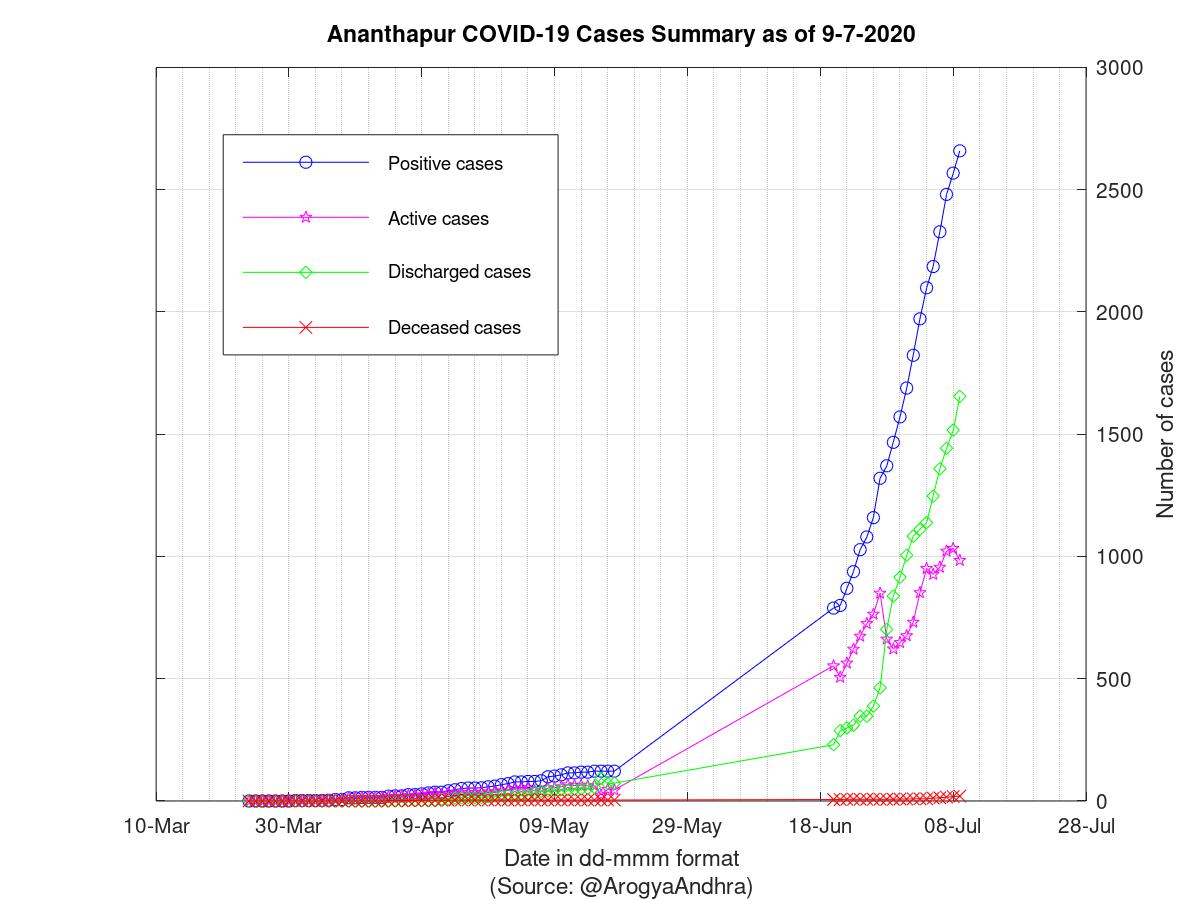 Ananthapur COVID-19 Cases Summary as of 9-7-2020
Positive cases
Active cases
Discharged cases
Deceased cases
3000
2500
2000
1500
1000
500
0
Number of cases
10-Mar 30-Mar 19-Apr 09-May 29-May 18-Jun 08-Jul 28-Jul
Date in dd-mmm format
(Source: @ArogyaAndhra)